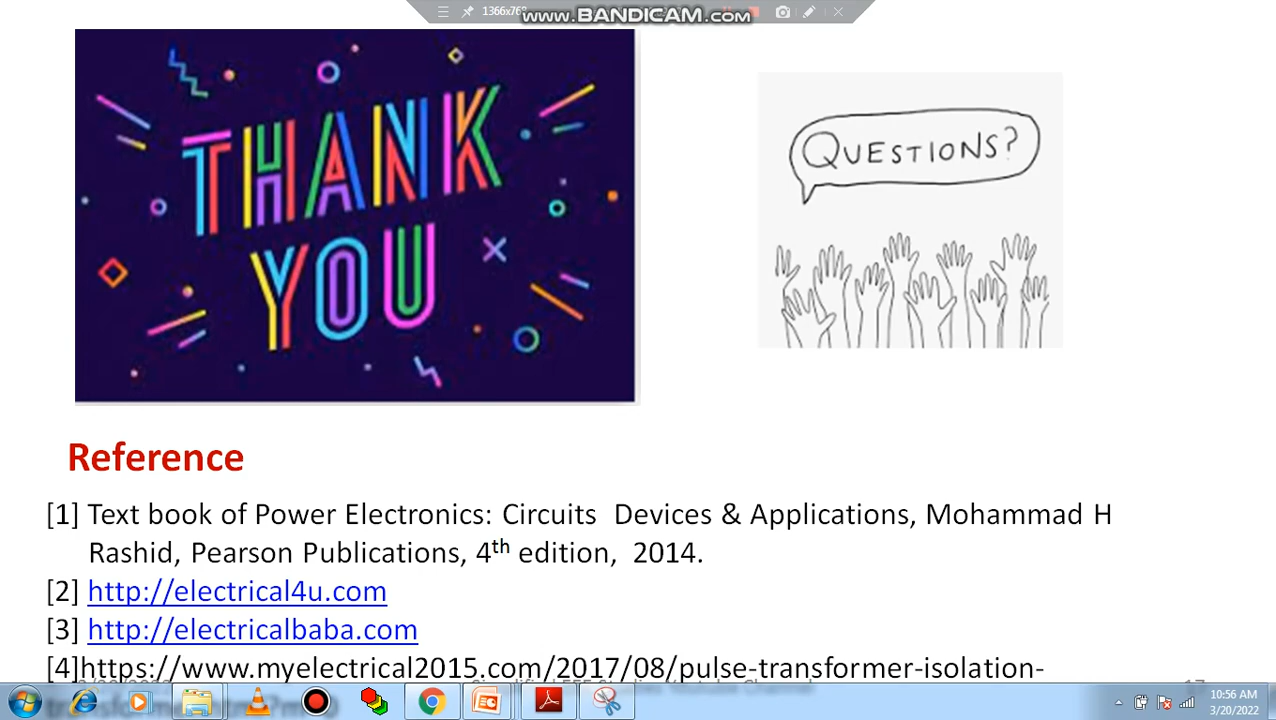 1366x768
www.BANDICAM.com
THANK
YOU
QUESTIONS?
Reference
[1] Text book of Power Electronics: Circuits Devices & Applications, Mohammad H
Rashid, Pearson Publications, 4th edition, 2014.
[2] http://electrical4u.com
[3] http://electricalbaba.com
[4]https://www.myelectrical2015.com/2017/08/pulse-transformer-isolation-
17
10:56 AM
3/20/2022